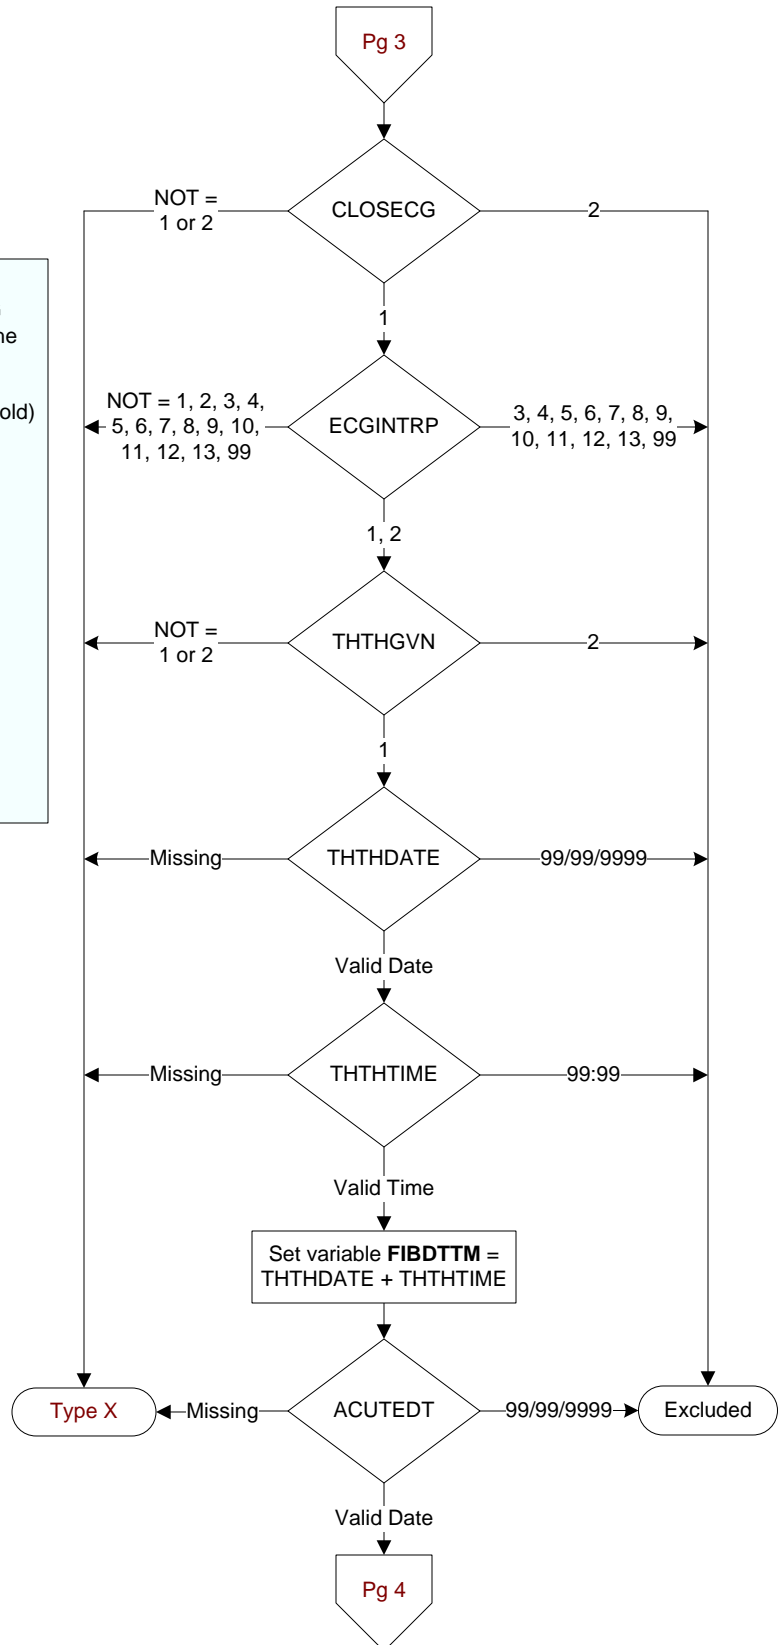 Pg 3
CLOSECG
NOT =
1 or 2
2
1
he
old)
ECGINTRP
NOT = 1, 2, 3, 4,
5, 6, 7, 8, 9, 10,
11, 12, 13, 99
3, 4, 5, 6, 7, 8, 9,
10, 11, 12, 13, 99
1, 2
THTHGVN
NOT =
1 or 2
2
1
THTHDATE
Missing
99/99/9999
Valid Date
THTHTIME
Missing
99:99
Valid Time
Set variable FIBDTTM =
THTHDATE + THTHTIME
ACUTEDT
Missing
99/99/9999
Type X
Excluded
Valid Date
Pg 4